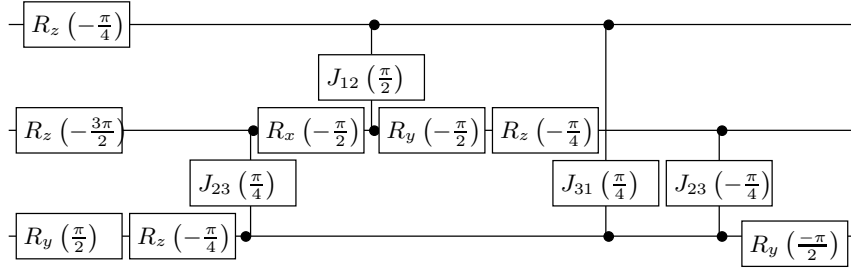 R_z (-π/4)
J_12 (π/2)
R_z (-3π/2) R_x (-π/2) R_y (-π/2) R_z (-π/4)
J_23 (π/4) J_31 (π/4) J_23 (-π/4)
R_y (π/2) R_z (-π/4) R_y (-π/2)